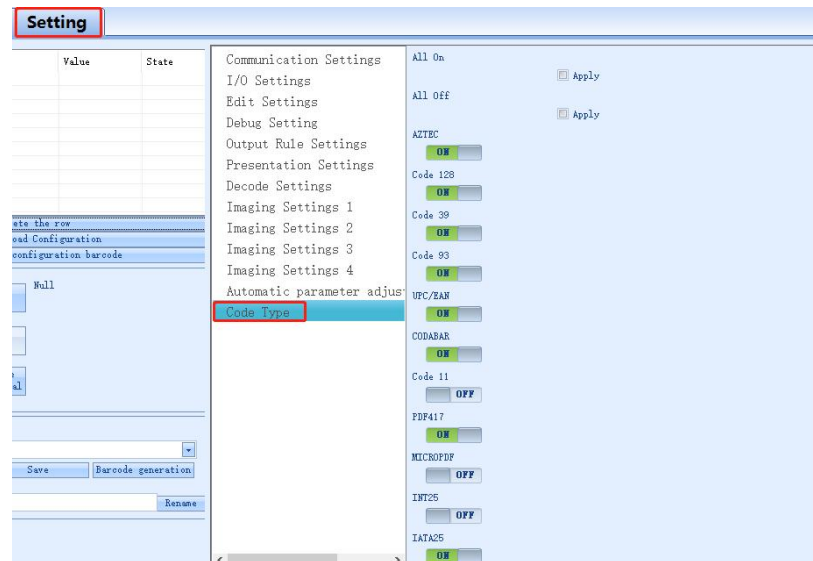 Setting
Value State
ete the row
oad Configuration
configuration barcode
Null
al
Save Barcode generation
Rename
Communication Settings
I/O Settings
Edit Settings
Debug Setting
Output Rule Settings
Presentation Settings
Decode Settings
Imaging Settings 1
Imaging Settings 2
Imaging Settings 3
Imaging Settings 4
Automatic parameter adjus
Code Type
All On
Apply
All Off
Apply
AZTEC
ON
Code 128
ON
Code 39
ON
Code 93
ON
UPC/EAN
ON
CODABAR
ON
Code 11
OFF
PDF417
ON
MICROPDF
OFF
INT25
OFF
IATA25
ON